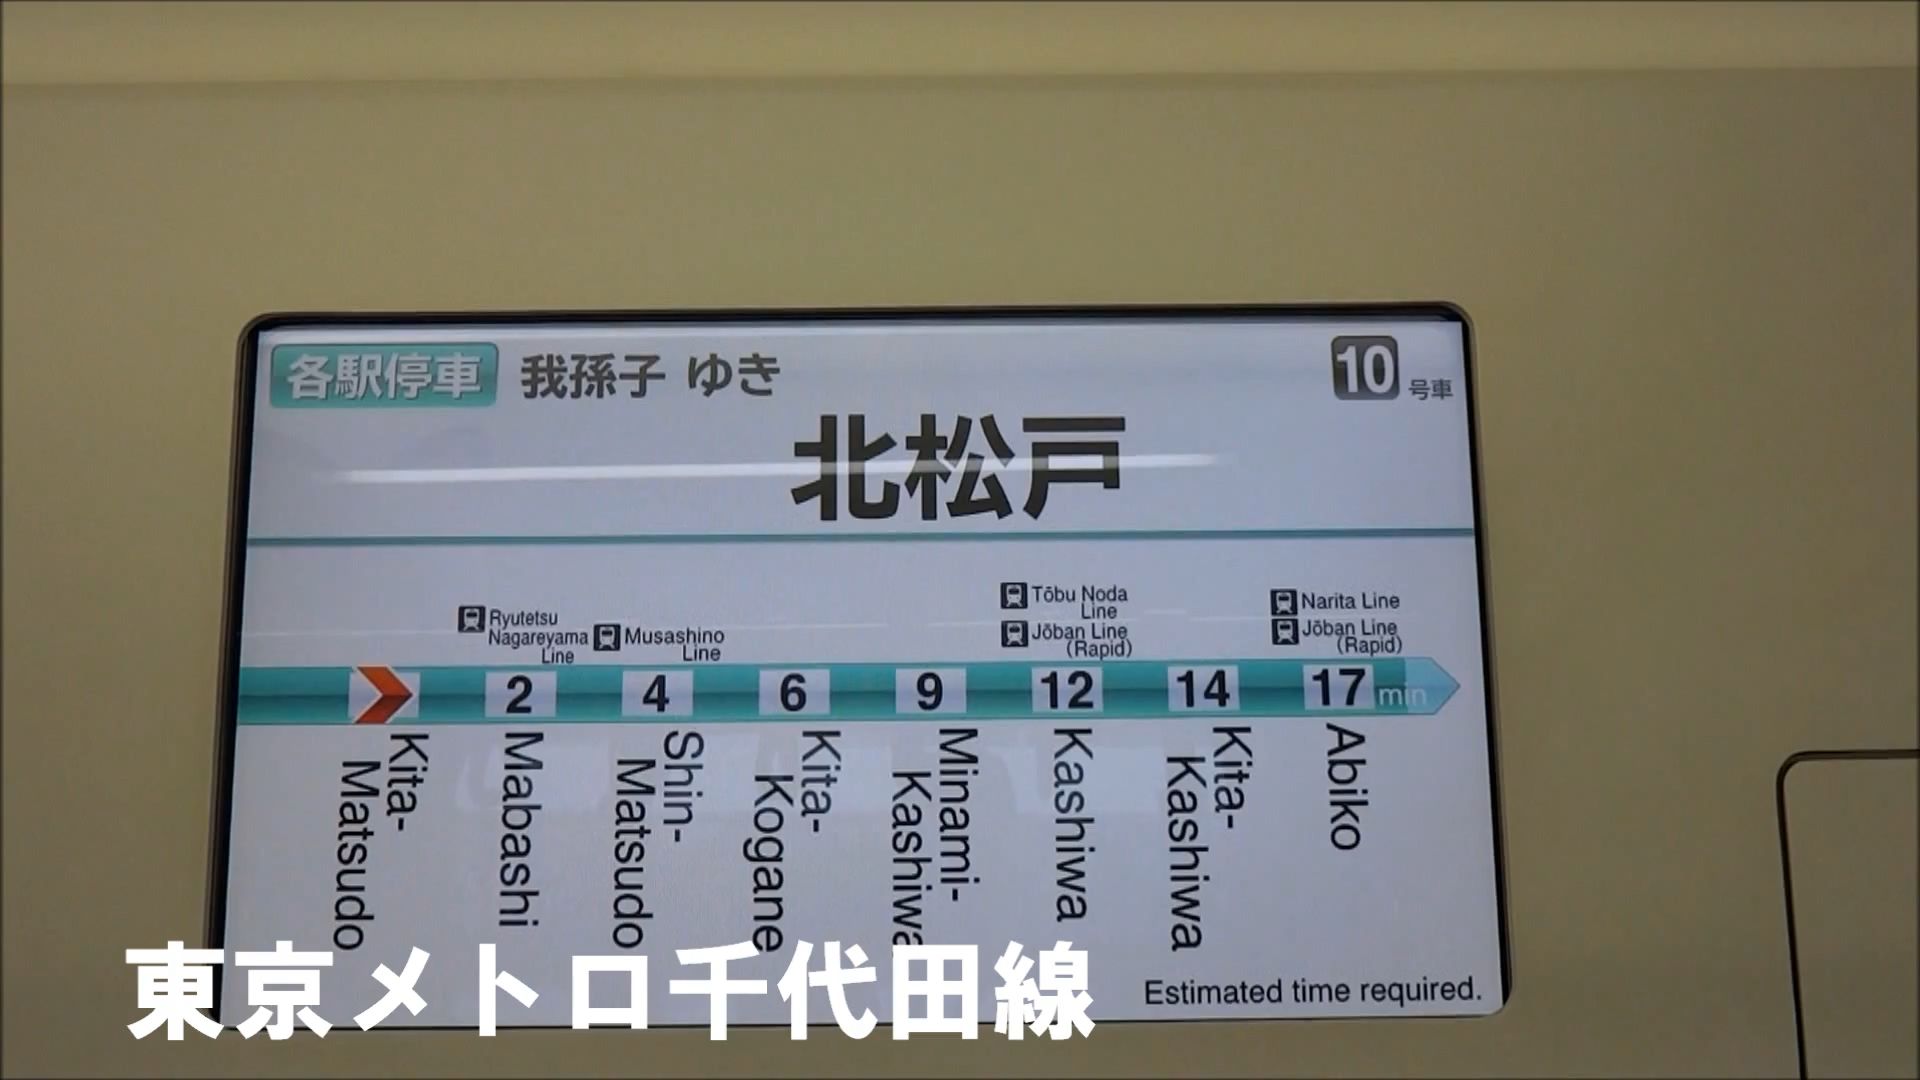 各駅停車 我孫子 ゆき 10 号車
北松戸
Ryutetsu
Nagareyama
Line
Musashino
Line
Tōbu Noda
Line
Jōban Line
(Rapid)
Narita Line
Jōban Line
(Rapid)
2 4 6 9 12 14 17 min
Kita-
Matsudo
Mabashi
Shin-
Matsudo
Kita-
Kogane
Minami-
Kashiwa
Kashiwa
Kita-
Kashiwa
Abiko
Estimated time required.
東京メトロ千代田線